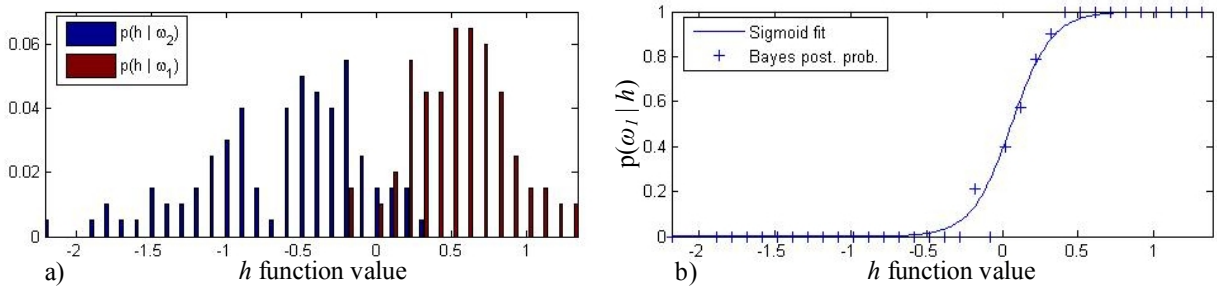 p(h | ω₂)
p(h | ω₁)
0.06
0.04
0.02
0
-2 -1.5 -1 -0.5 0 0.5 1
a) h function value
Sigmoid fit
Bayes post. prob.
p(ω₁ | h)
1
0.8
0.6
0.4
0.2
0
-2 -1.5 -1 -0.5 0 0.5 1
b) h function value